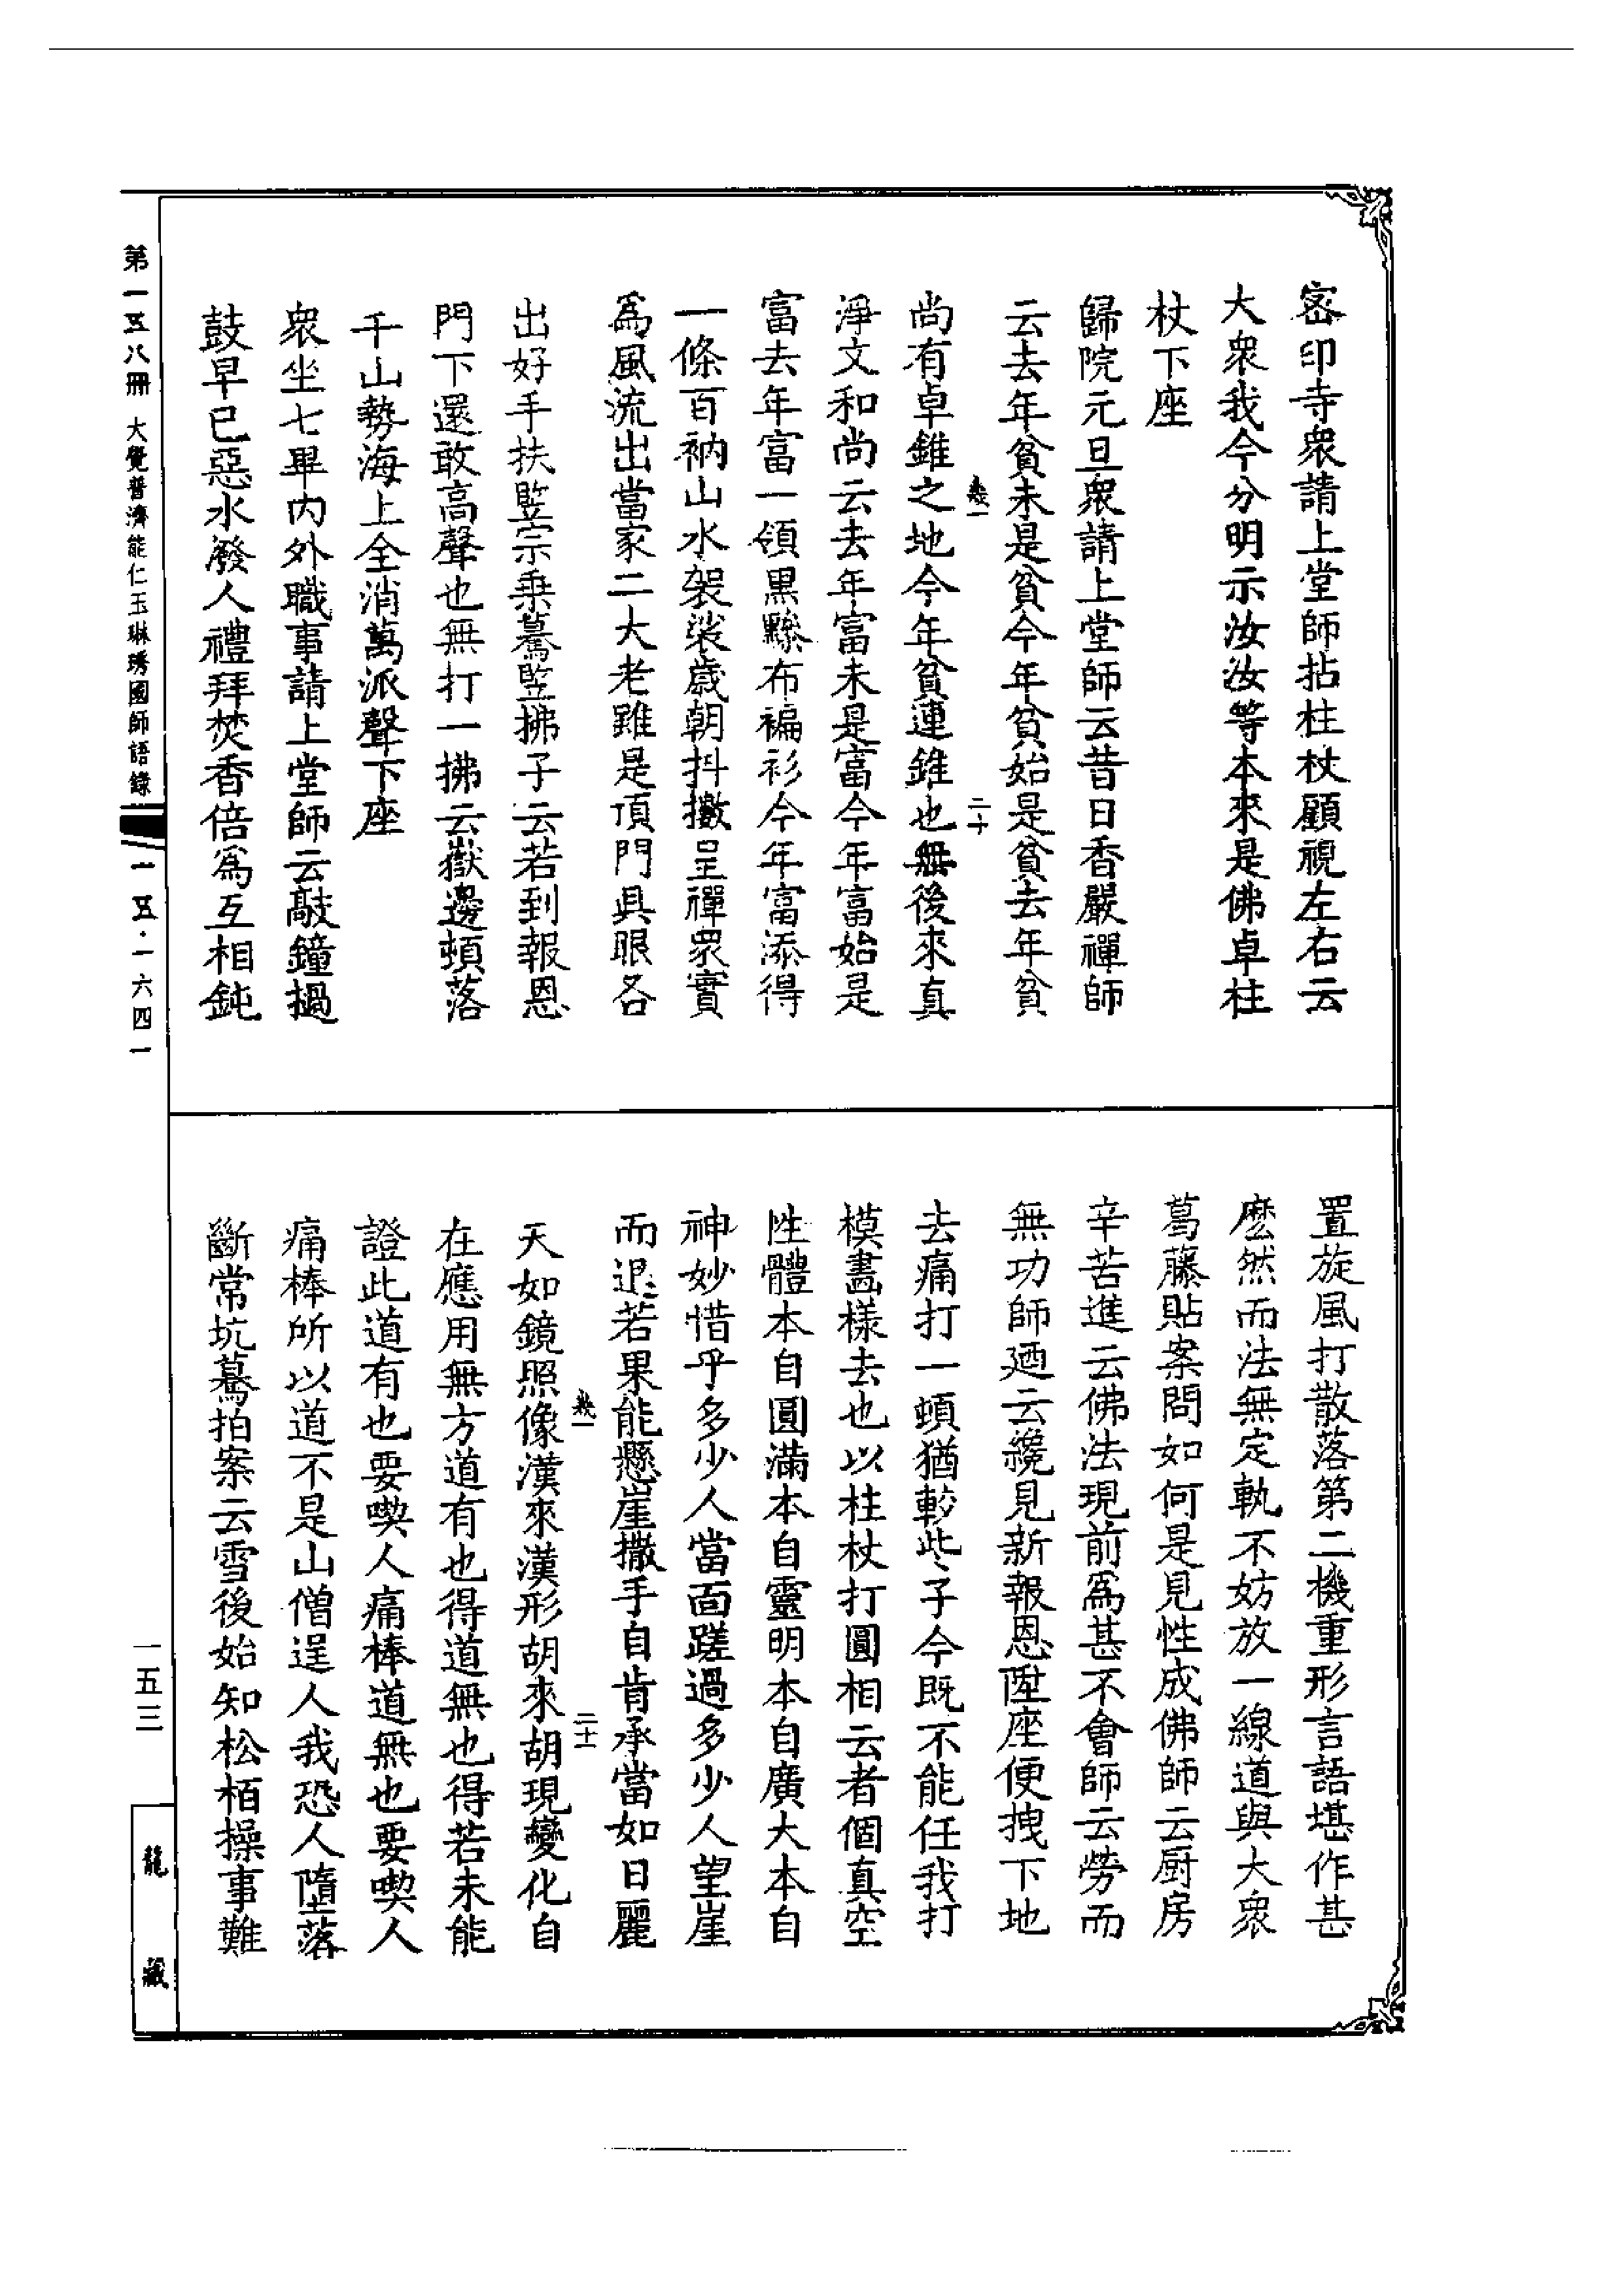 密印寺衆請上堂師拈柱杖顧視左右云
大衆我今分明示汝汝等本來是佛卓柱
杖下座
歸院元旦衆請上堂師云昔日香嚴禪師
云去年貧未是貧今年貧始是貧去年貧
尚有卓錐之地今年貧連錐也無後來真
淨文和尚云去年富未是富今年富始是
富去年富一領黑黲布褊衫今年富添得
一條百衲山水袈裟歲朝抖擻呈禪衆實
為風流出當家二大老雖是頂門具眼各
出好手扶竪宗乘驀竪拂子云若到報恩
門下還敢高聲也無打一拂云嶽邊頓落
千山勢海上全消萬派聲下座
衆坐七畢內外職事請上堂師云敲鐘撾
鼓早已惡水潑人禮拜焚香倍為互相鈍
置旋風打散落第二機重形言語堪作甚
麽然而法無定執不妨放一線道與大衆
葛藤貼案問如何是見性成佛師云厨房
辛苦進云佛法現前為甚不會師云勞而
無功師廼云纔見新報恩陞座便拽下地
去痛打一頓猶較些子今既不能任我打
模畫樣去也以柱杖打圓相云者個真空
性體本自圓滿本自靈明本自廣大本自
神妙惜乎多少人當面蹉過多少人望崖
而退若果能懸崖撒手自肯承當如日麗
天如鏡照像漢來漢形胡來胡現變化自
在應用無方道有也得道無也得若未能
證此道有也要喫人痛棒道無也要喫人
痛棒所以道不是山僧逞人我恐人墮落
斷常坑驀拍案云雪後始知松栢操事難
第一五八冊 大覺普濟能仁玉琳琇國師語錄
一五·一六四一
一五三
龍藏
二十
二十一